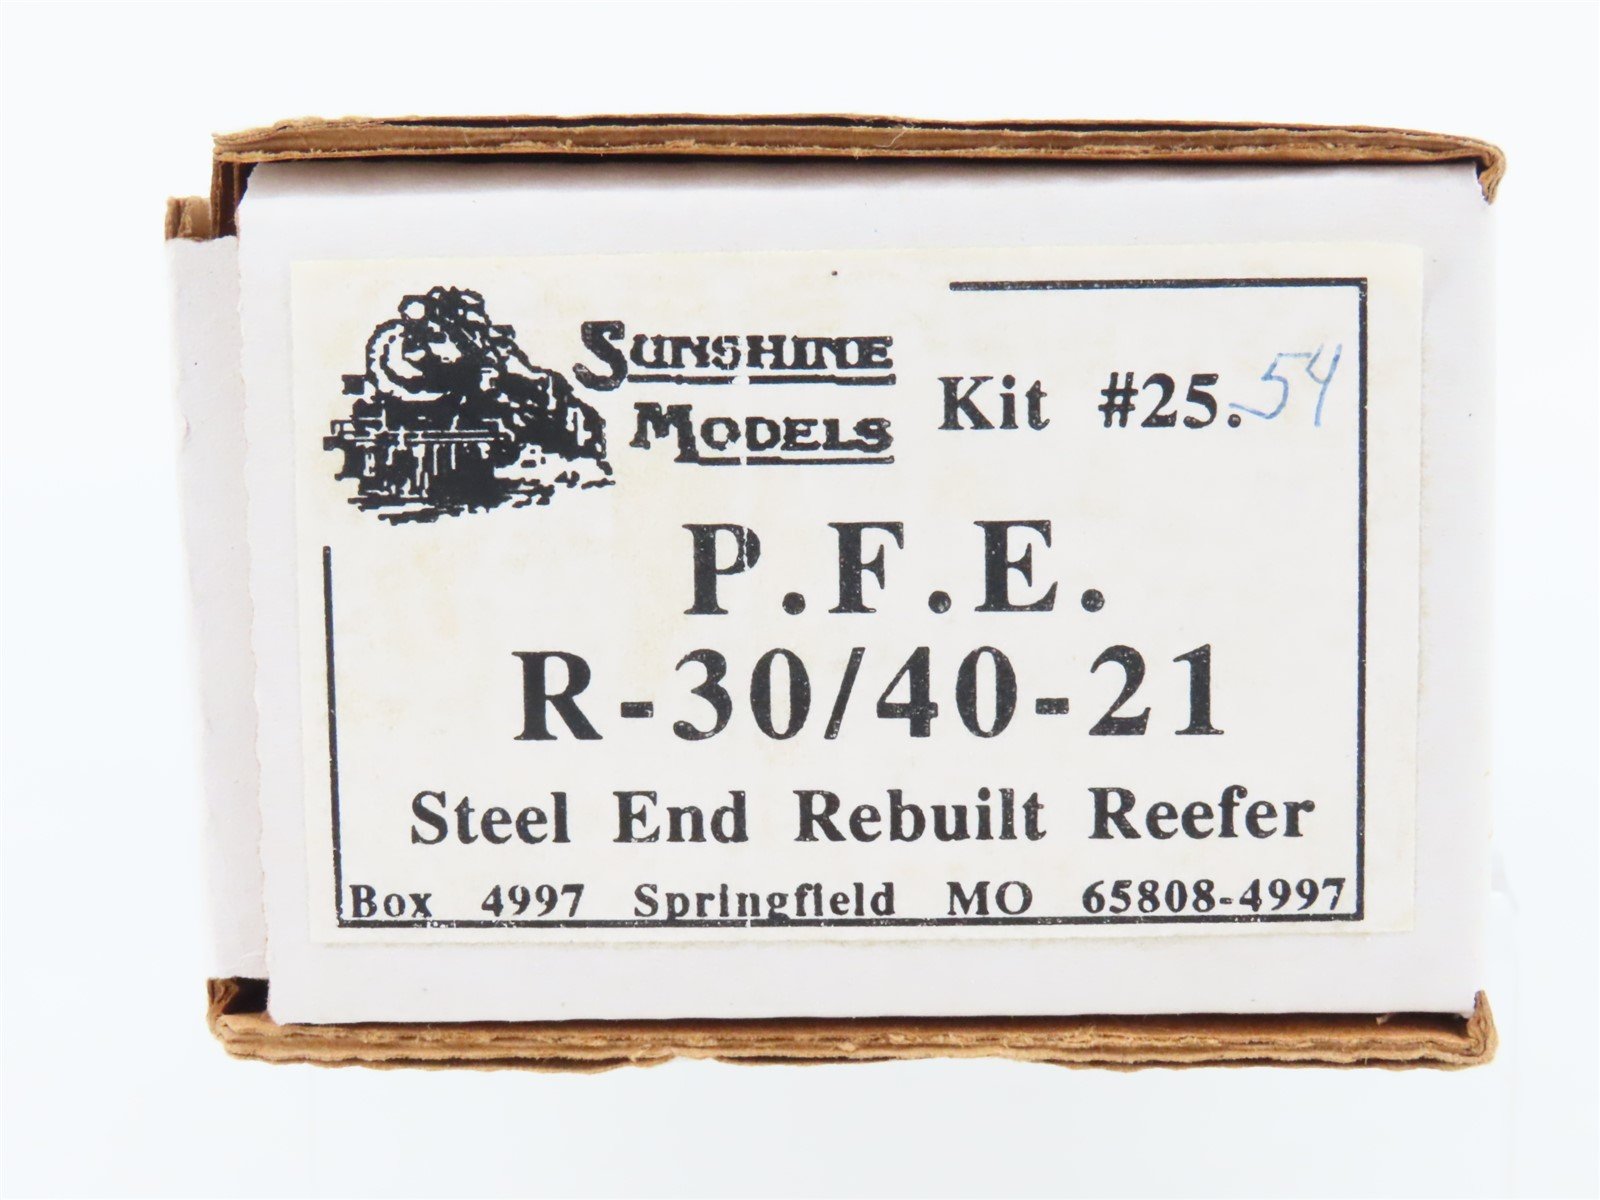 SUNSHINE
MODELS
Kit #25.54
P.F.E.
R-30/40-21
Steel End Rebuilt Reefer
Box 4997 Springfield MO 65808-4997